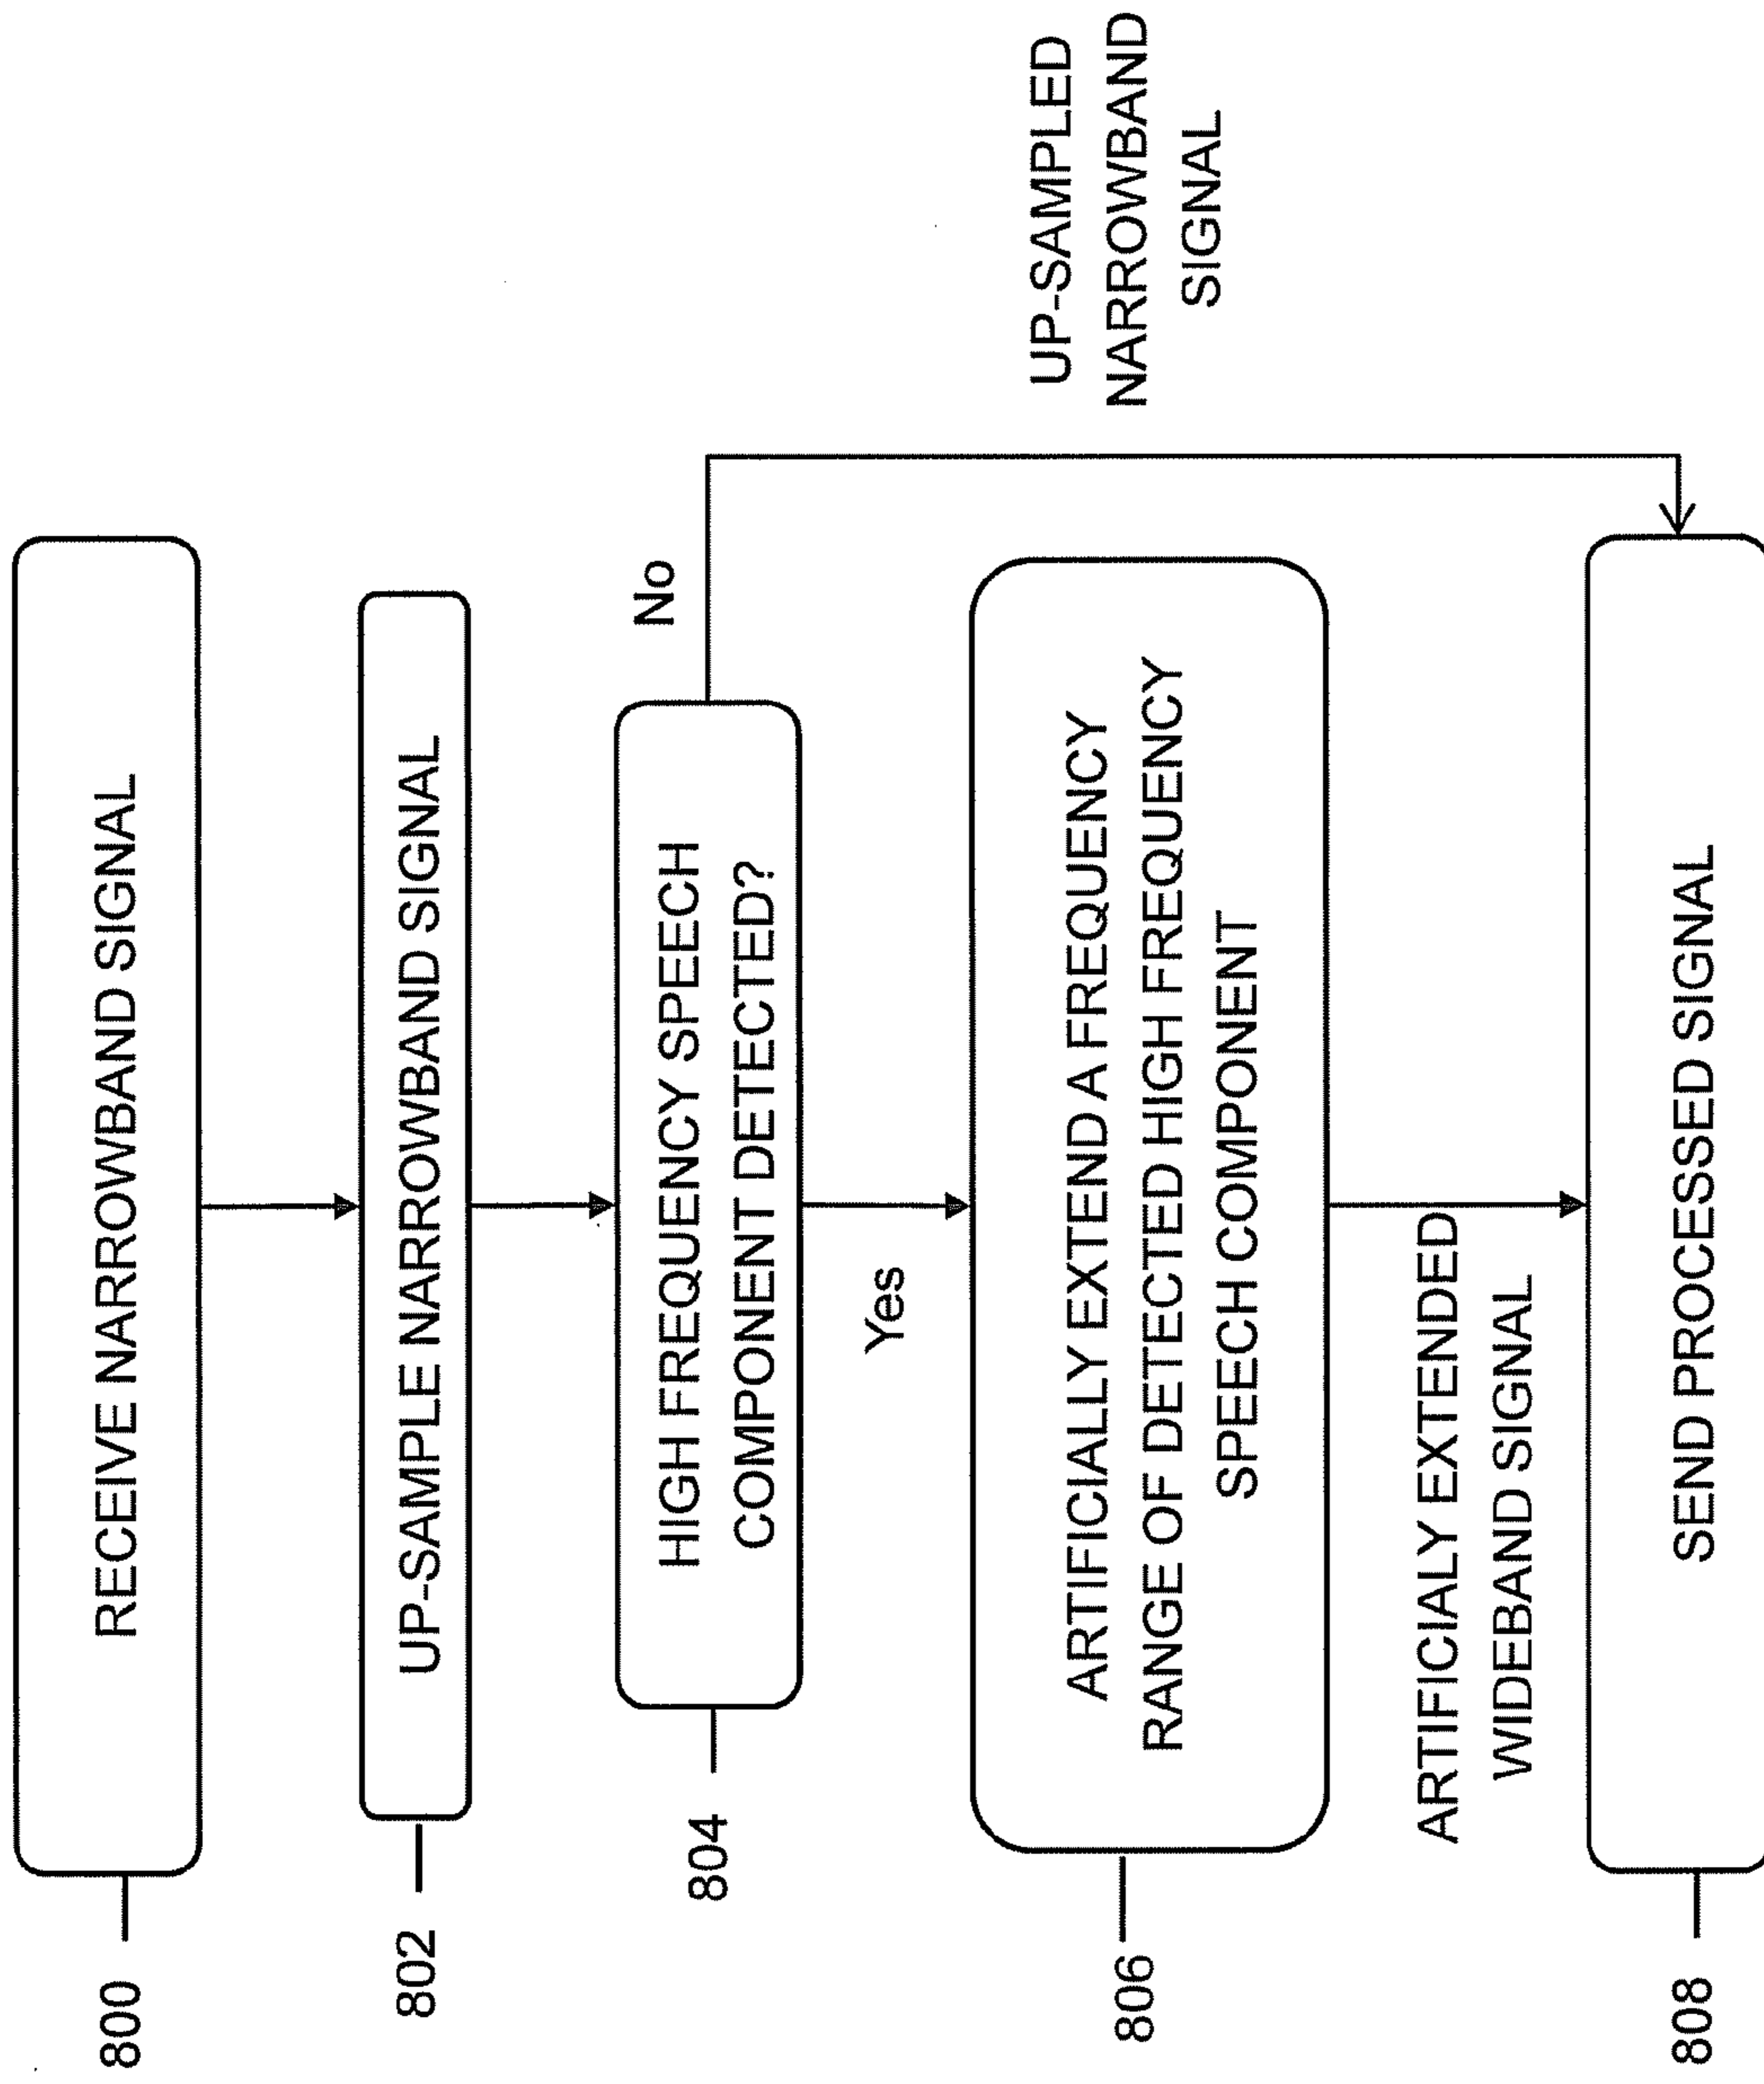 800
RECEIVE NARROWBAND SIGNAL
802
UP-SAMPLE NARROWBAND SIGNAL
804
HIGH FREQUENCY SPEECH
COMPONENT DETECTED?
No
Yes
806
ARTIFICIALLY EXTEND A FREQUENCY
RANGE OF DETECTED HIGH FREQUENCY
SPEECH COMPONENT
UP-SAMPLED
NARROWBAND
SIGNAL
ARTIFICIALY EXTENDED
WIDEBAND SIGNAL
808
SEND PROCESSED SIGNAL